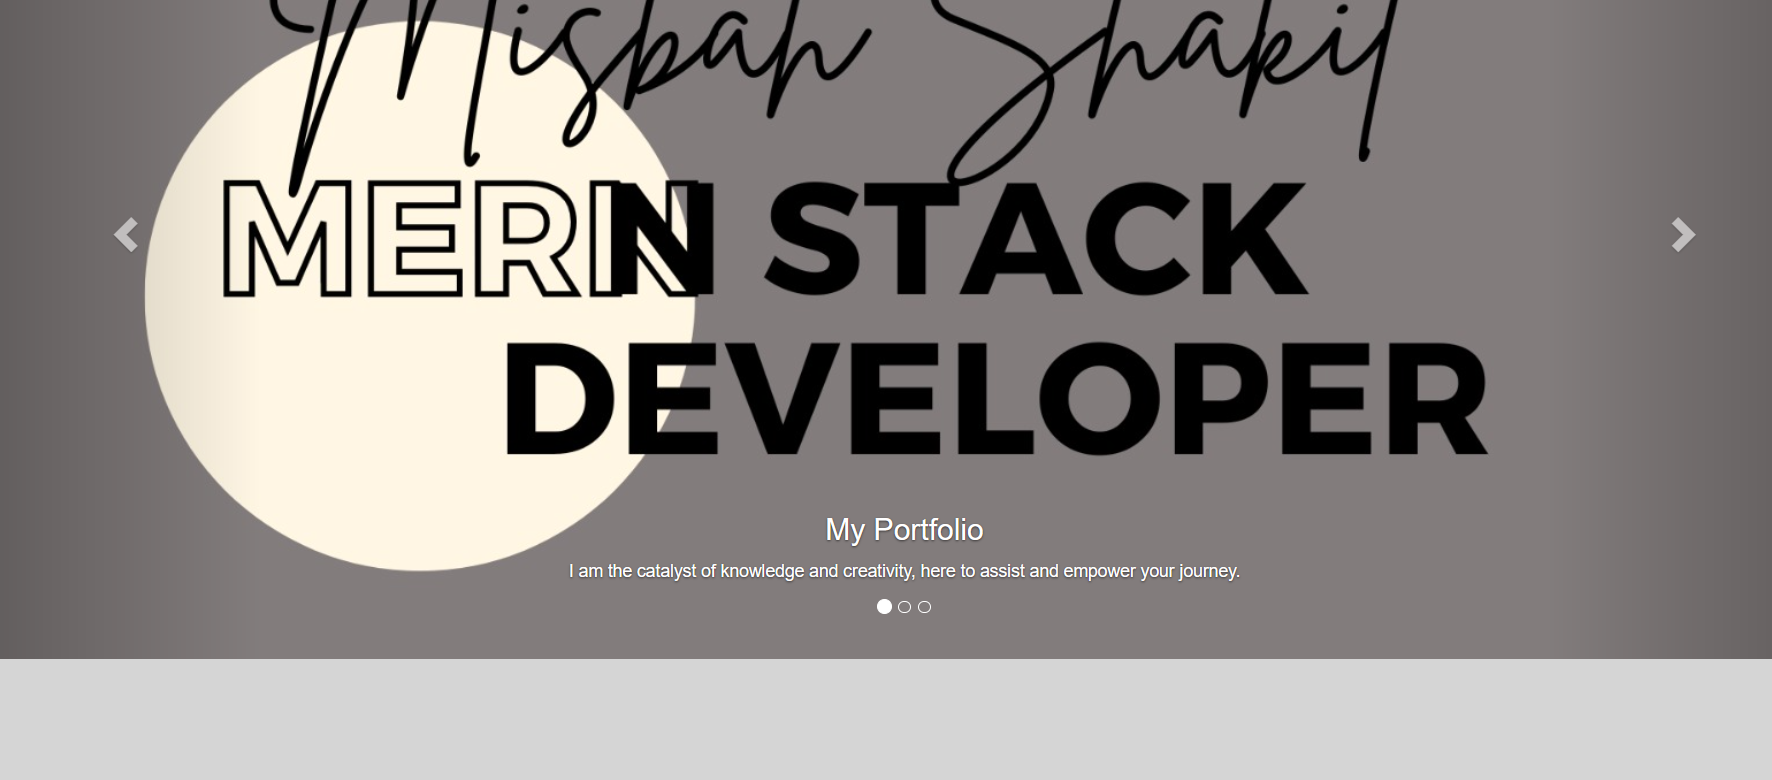 Misbah Shakil
MERN STACK
DEVELOPER
My Portfolio
I am the catalyst of knowledge and creativity, here to assist and empower your journey.